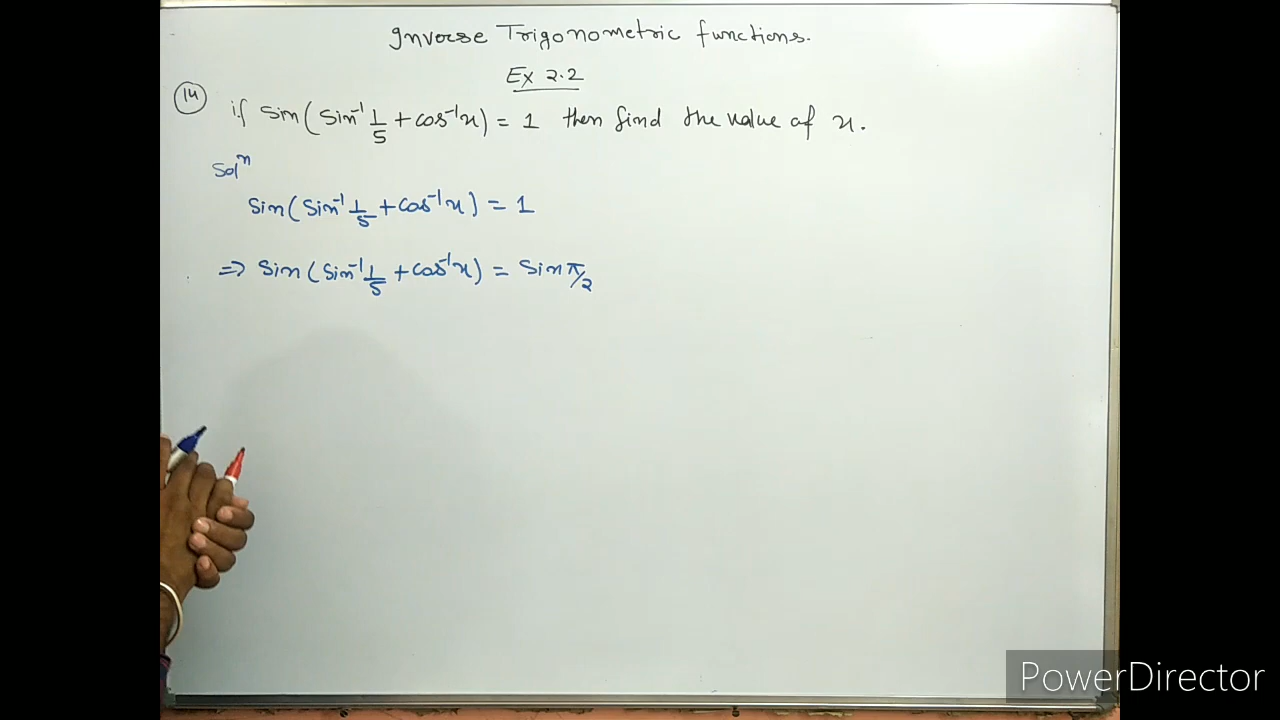 Inverse Trigonometric functions.
Ex 2.2
14
if Sin(Sin⁻¹ 1/5 + cos⁻¹x) = 1 then find the value of x.
Solⁿ
Sin(Sin⁻¹ 1/5 + cos⁻¹x) = 1
⇒ Sin(Sin⁻¹ 1/5 + cos⁻¹x) = Sin π/2
PowerDirector